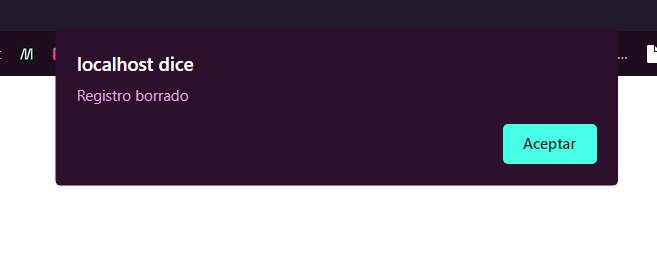 localhost dice
Registro borrado
Aceptar